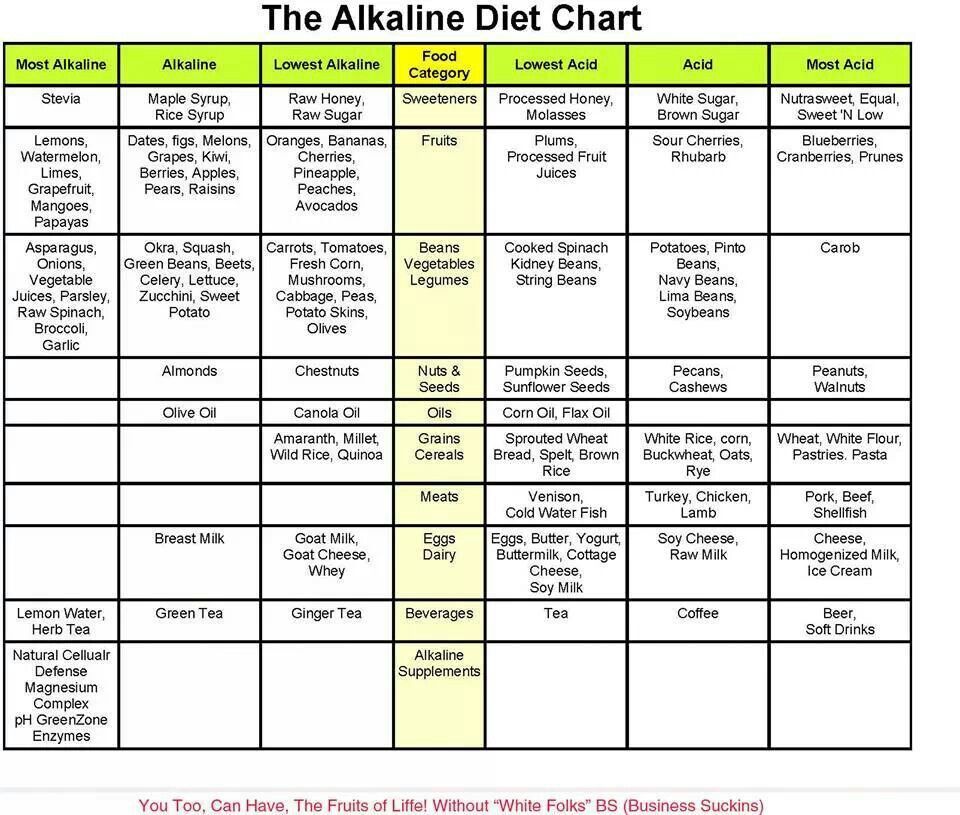 The Alkaline Diet Chart
Most Alkaline
Alkaline
Lowest Alkaline
Food
Category
Lowest Acid
Acid
Most Acid
Stevia
Maple Syrup,
Rice Syrup
Raw Honey,
Raw Sugar
Sweeteners
Processed Honey,
Molasses
White Sugar,
Brown Sugar
Nutrasweet, Equal,
Sweet 'N Low
Lemons,
Watermelon,
Limes,
Grapefruit,
Mangoes,
Papayas
Dates, figs, Melons,
Grapes, Kiwi,
Berries, Apples,
Pears, Raisins
Oranges, Bananas,
Cherries,
Pineapple,
Peaches,
Avocados
Fruits
Plums,
Processed Fruit
Juices
Sour Cherries,
Rhubarb
Blueberries,
Cranberries, Prunes
Asparagus,
Onions,
Vegetable
Juices, Parsley,
Raw Spinach,
Broccoli,
Garlic
Okra, Squash,
Green Beans, Beets,
Celery, Lettuce,
Zucchini, Sweet
Potato
Carrots, Tomatoes,
Fresh Corn,
Mushrooms,
Cabbage, Peas,
Potato Skins,
Olives
Beans
Vegetables
Legumes
Cooked Spinach
Kidney Beans,
String Beans
Potatoes, Pinto
Beans,
Navy Beans,
Lima Beans,
Soybeans
Carob
Almonds
Chestnuts
Nuts &
Seeds
Pumpkin Seeds,
Sunflower Seeds
Pecans,
Cashews
Peanuts,
Walnuts
Olive Oil
Canola Oil
Oils
Corn Oil, Flax Oil
Amaranth, Millet,
Wild Rice, Quinoa
Grains
Cereals
Sprouted Wheat
Bread, Spelt, Brown
Rice
White Rice, corn,
Buckwheat, Oats,
Rye
Wheat, White Flour,
Pastries. Pasta
Meats
Venison,
Cold Water Fish
Turkey, Chicken,
Lamb
Pork, Beef,
Shellfish
Breast Milk
Goat Milk,
Goat Cheese,
Whey
Eggs
Dairy
Eggs, Butter, Yogurt,
Buttermilk, Cottage
Cheese,
Soy Milk
Soy Cheese,
Raw Milk
Cheese,
Homogenized Milk,
Ice Cream
Lemon Water,
Herb Tea
Green Tea
Ginger Tea
Beverages
Tea
Coffee
Beer,
Soft Drinks
Natural Cellualr
Defense
Magnesium
Complex
pH GreenZone
Enzymes
Alkaline
Supplements
You Too, Can Have, The Fruits of Liffe! Without “White Folks” BS (Business Suckins)